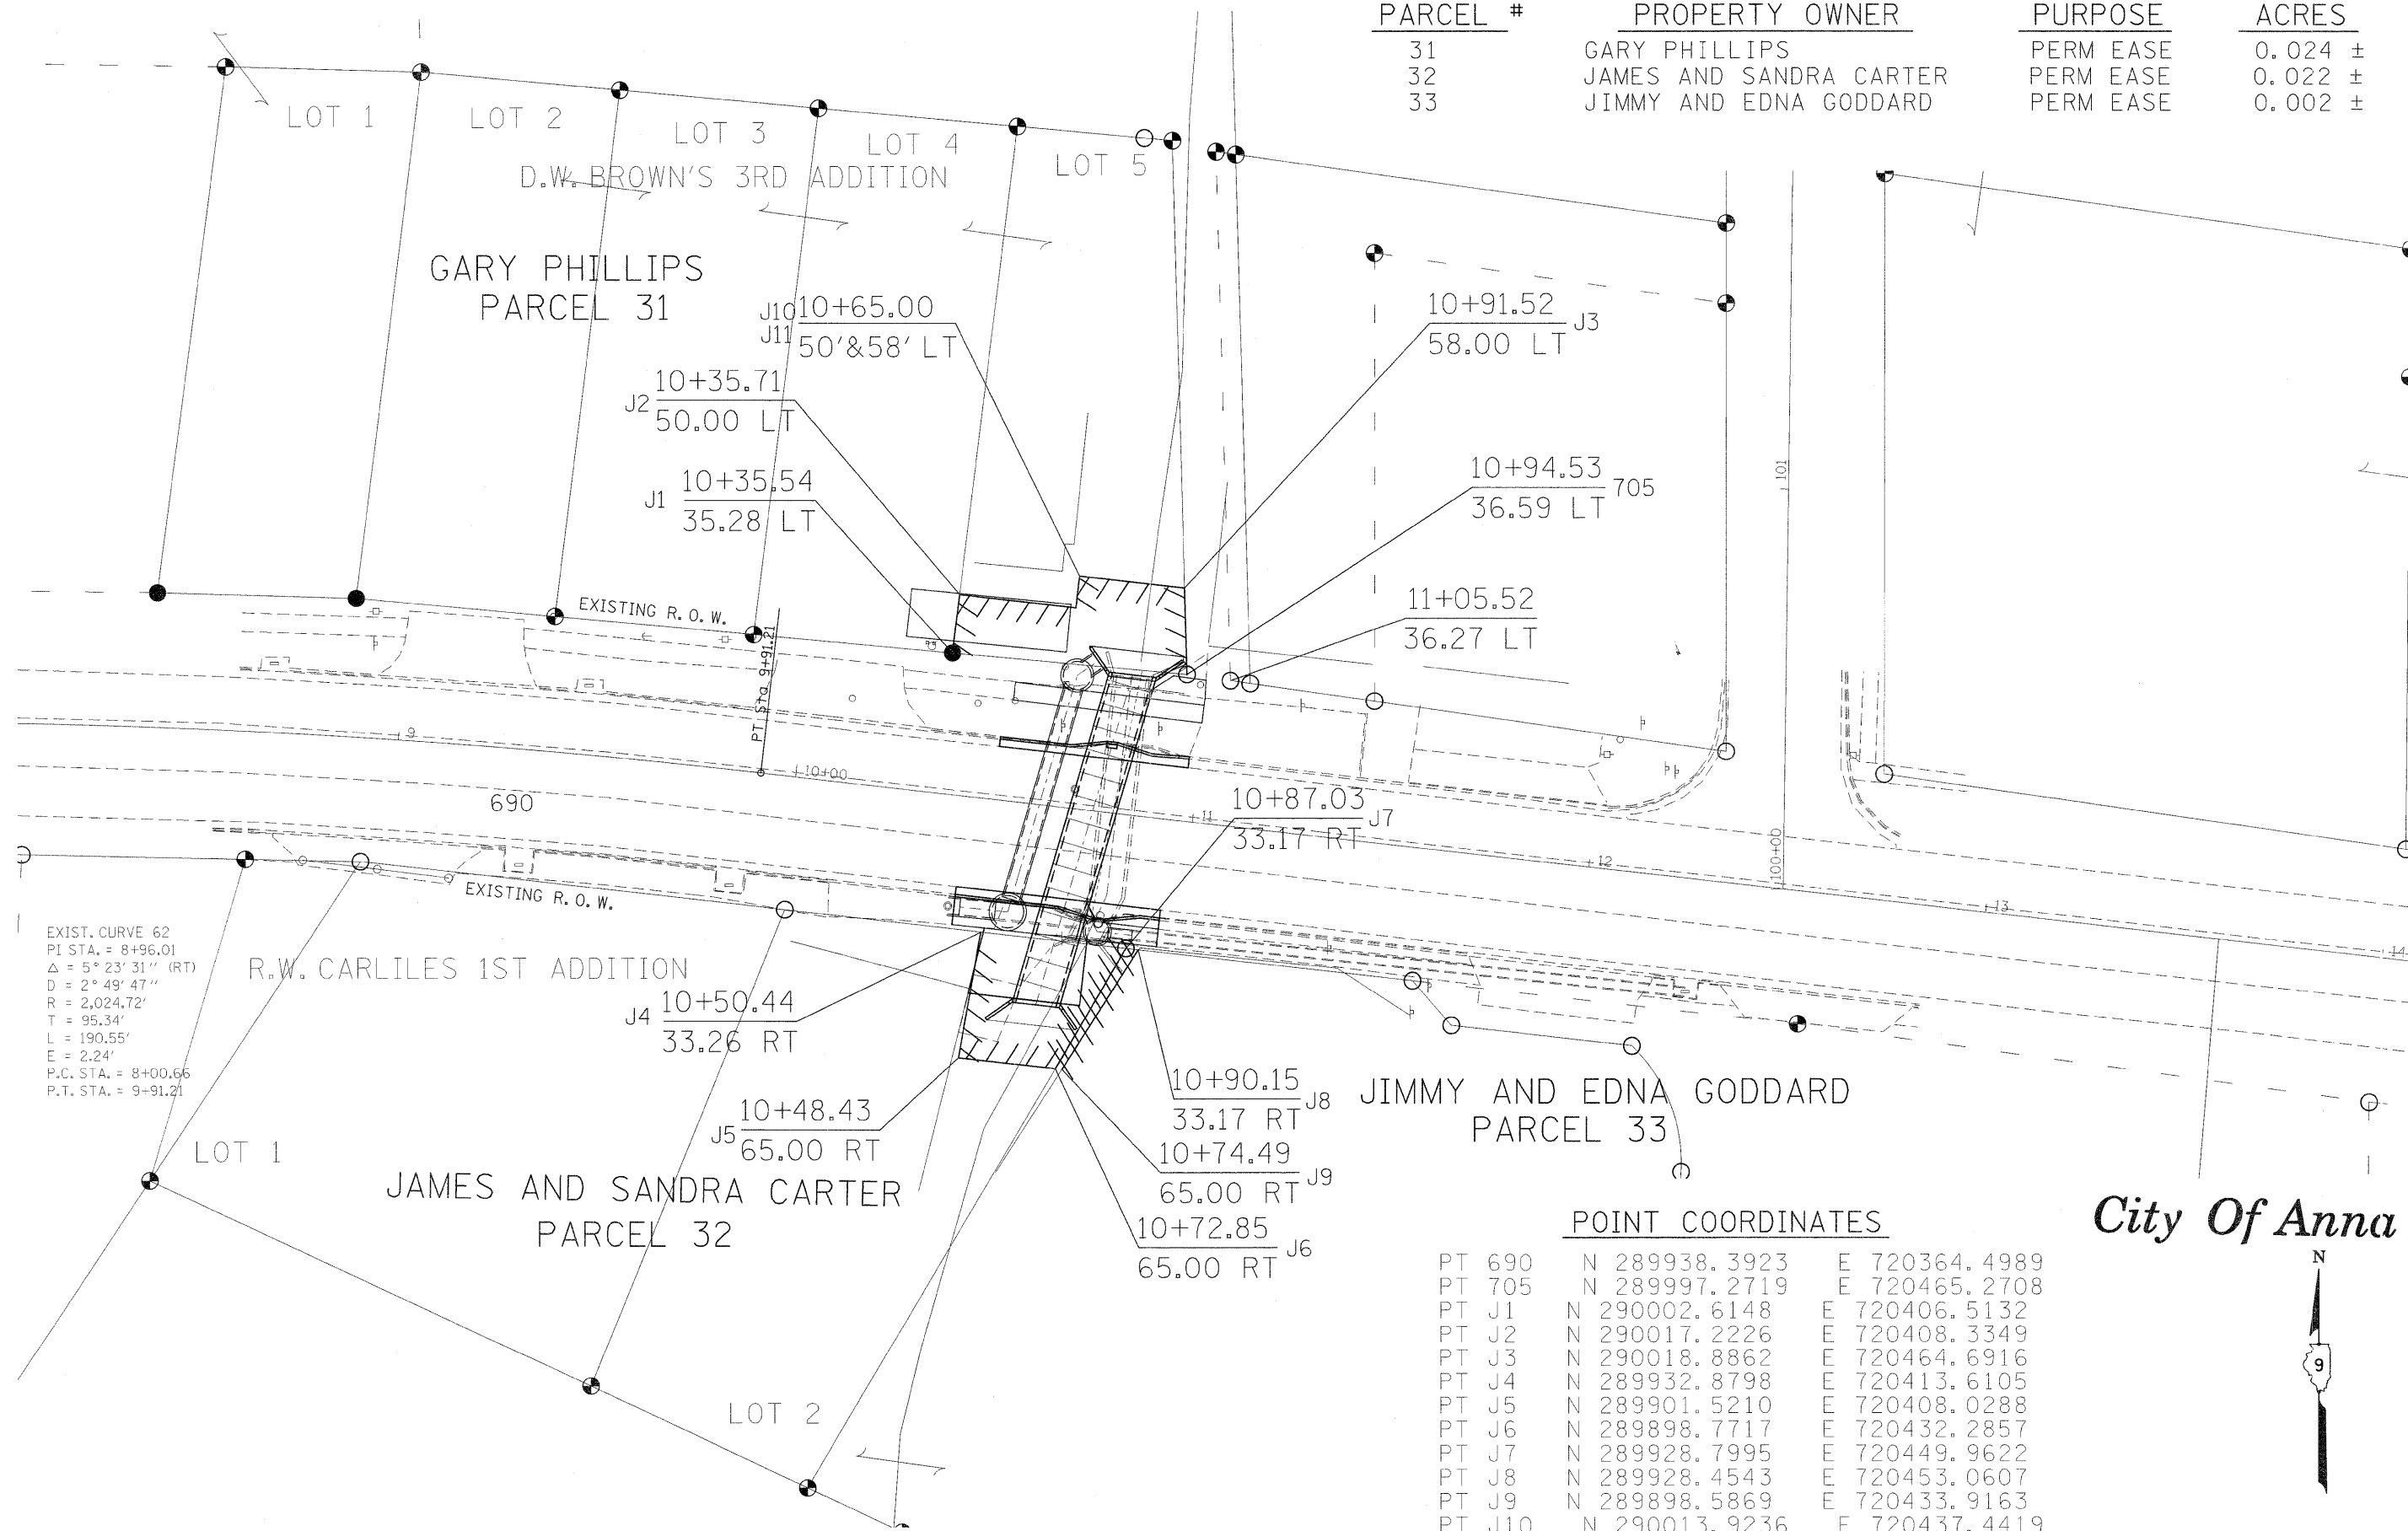 PARCEL # PROPERTY OWNER PURPOSE ACRES
31 GARY PHILLIPS PERM EASE 0.024 ±
32 JAMES AND SANDRA CARTER PERM EASE 0.022 ±
33 JIMMY AND EDNA GODDARD PERM EASE 0.002 ±
LOT 1
LOT 2
LOT 3
LOT 4
LOT 5
D.W. BROWN'S 3RD ADDITION
GARY PHILLIPS
PARCEL 31
J10 10+65.00
J11 50'&58' LT
10+91.52 J3
58.00 LT
J2 10+35.71
50.00 LT
J1 10+35.54
35.28 LT
10+94.53 705
36.59 LT
11+05.52
36.27 LT
101
EXISTING R.O.W.
PT Sta 9+91.21
9
10+00
690
11
10+87.03 J7
33.17 RT
12
100+00
13
14
EXISTING R.O.W.
EXIST. CURVE 62
PI STA. = 8+96.01
Δ = 5° 23' 31" (RT)
D = 2° 49' 47"
R = 2,024.72'
T = 95.34'
L = 190.55'
E = 2.24'
P.C. STA. = 8+00.66
P.T. STA. = 9+91.21
R.W. CARLILES 1ST ADDITION
J4 10+50.44
33.26 RT
J5 10+48.43
65.00 RT
10+90.15 J8
33.17 RT
10+74.49 J9
65.00 RT
10+72.85 J6
65.00 RT
JIMMY AND EDNA GODDARD
PARCEL 33
LOT 1
JAMES AND SANDRA CARTER
PARCEL 32
LOT 2
City Of Anna
N
9
POINT COORDINATES
PT 690 N 289938.3923 E 720364.4989
PT 705 N 289997.2719 E 720465.2708
PT J1 N 290002.6148 E 720406.5132
PT J2 N 290017.2226 E 720408.3349
PT J3 N 290018.8862 E 720464.6916
PT J4 N 289932.8798 E 720413.6105
PT J5 N 289901.5210 E 720408.0288
PT J6 N 289898.7717 E 720432.2857
PT J7 N 289928.7995 E 720449.9622
PT J8 N 289928.4543 E 720453.0607
PT J9 N 289898.5869 E 720433.9163
PT J10 N 290013.9236 E 720437.4419